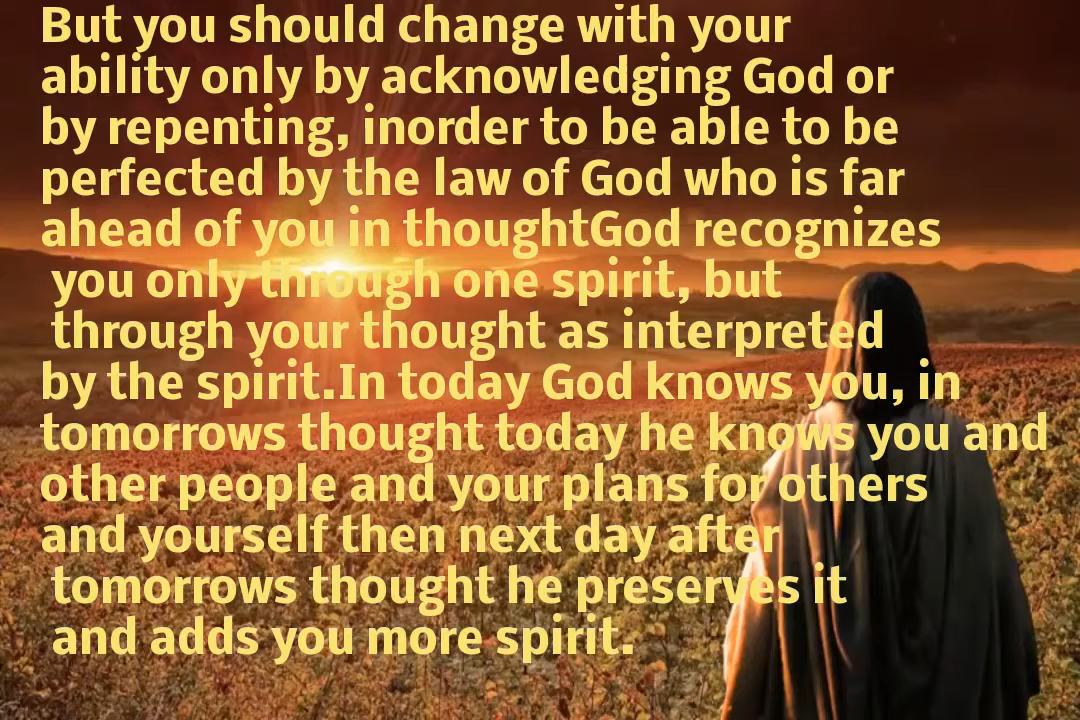 But you should change with your
ability only by acknowledging God or
by repenting, inorder to be able to be
perfected by the law of God who is far
ahead of you in thoughtGod recognizes
you only through one spirit, but
through your thought as interpreted
by the spirit.In today God knows you, in
tomorrows thought today he knows you and
other people and your plans for others
and yourself then next day after
tomorrows thought he preserves it
and adds you more spirit.